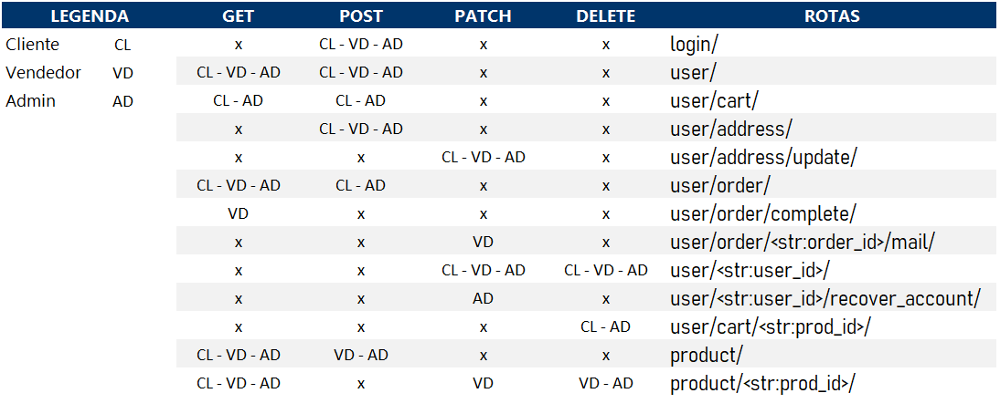 LEGENDA GET POST PATCH DELETE ROTAS
Cliente CL x CL - VD - AD x x login/
Vendedor VD CL - VD - AD CL - VD - AD x x user/
Admin AD CL - AD CL - AD x x user/cart/
x CL - VD - AD x x user/address/
x x CL - VD - AD x user/address/update/
CL - VD - AD CL - AD x x user/order/
VD x x x user/order/complete/
x x VD x user/order/<str:order_id>/mail/
x x CL - VD - AD CL - VD - AD user/<str:user_id>/
x x AD x user/<str:user_id>/recover_account/
x x x CL - AD user/cart/<str:prod_id>/
CL - VD - AD VD - AD x x product/
CL - VD - AD x VD VD - AD product/<str:prod_id>/